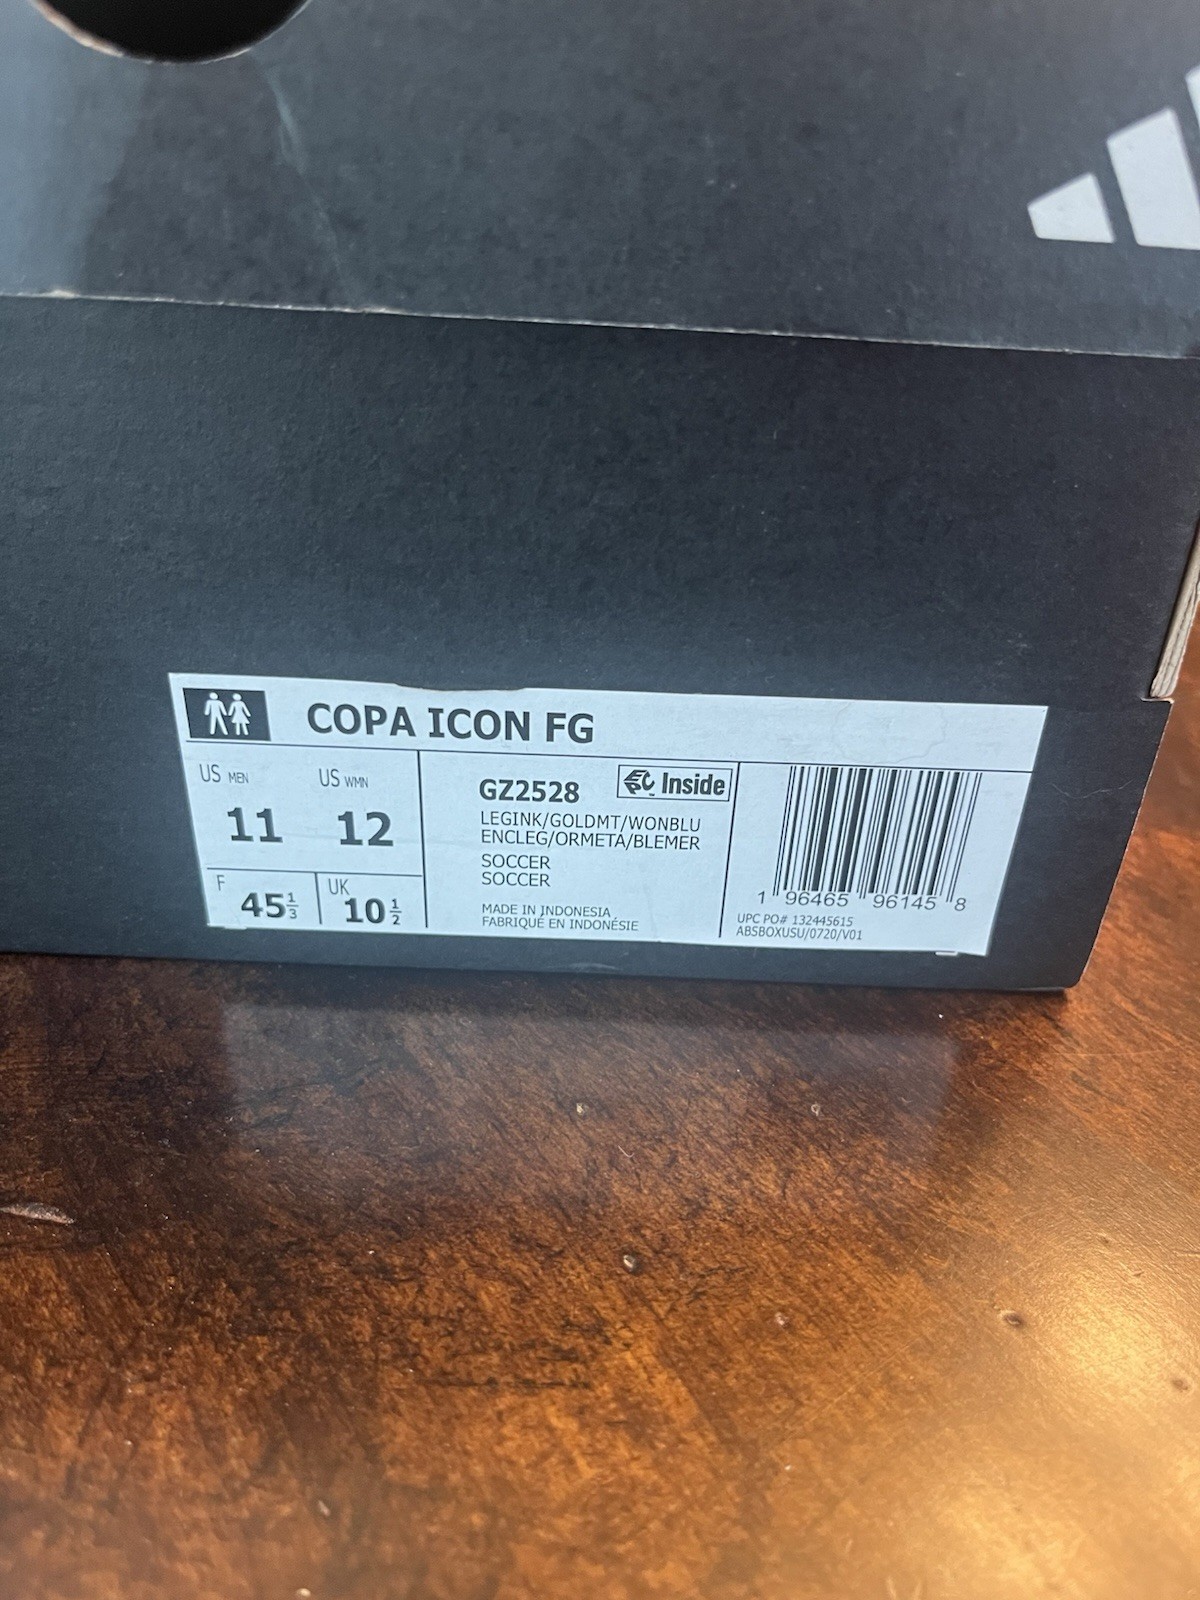 COPA ICON FG
US MEN
11
US WMN
12
F
45 1/3
UK
10 1/2
GZ2528
EPC Inside
LEGINK/GOLDMT/WONBLU
ENCLEG/ORMETA/BLEMER
SOCCER
SOCCER
MADE IN INDONESIA
FABRIQUÉ EN INDONÉSIE
1 96465 96145 8
UPC PO# 132445615
ABSBOXUSU/0720/V01